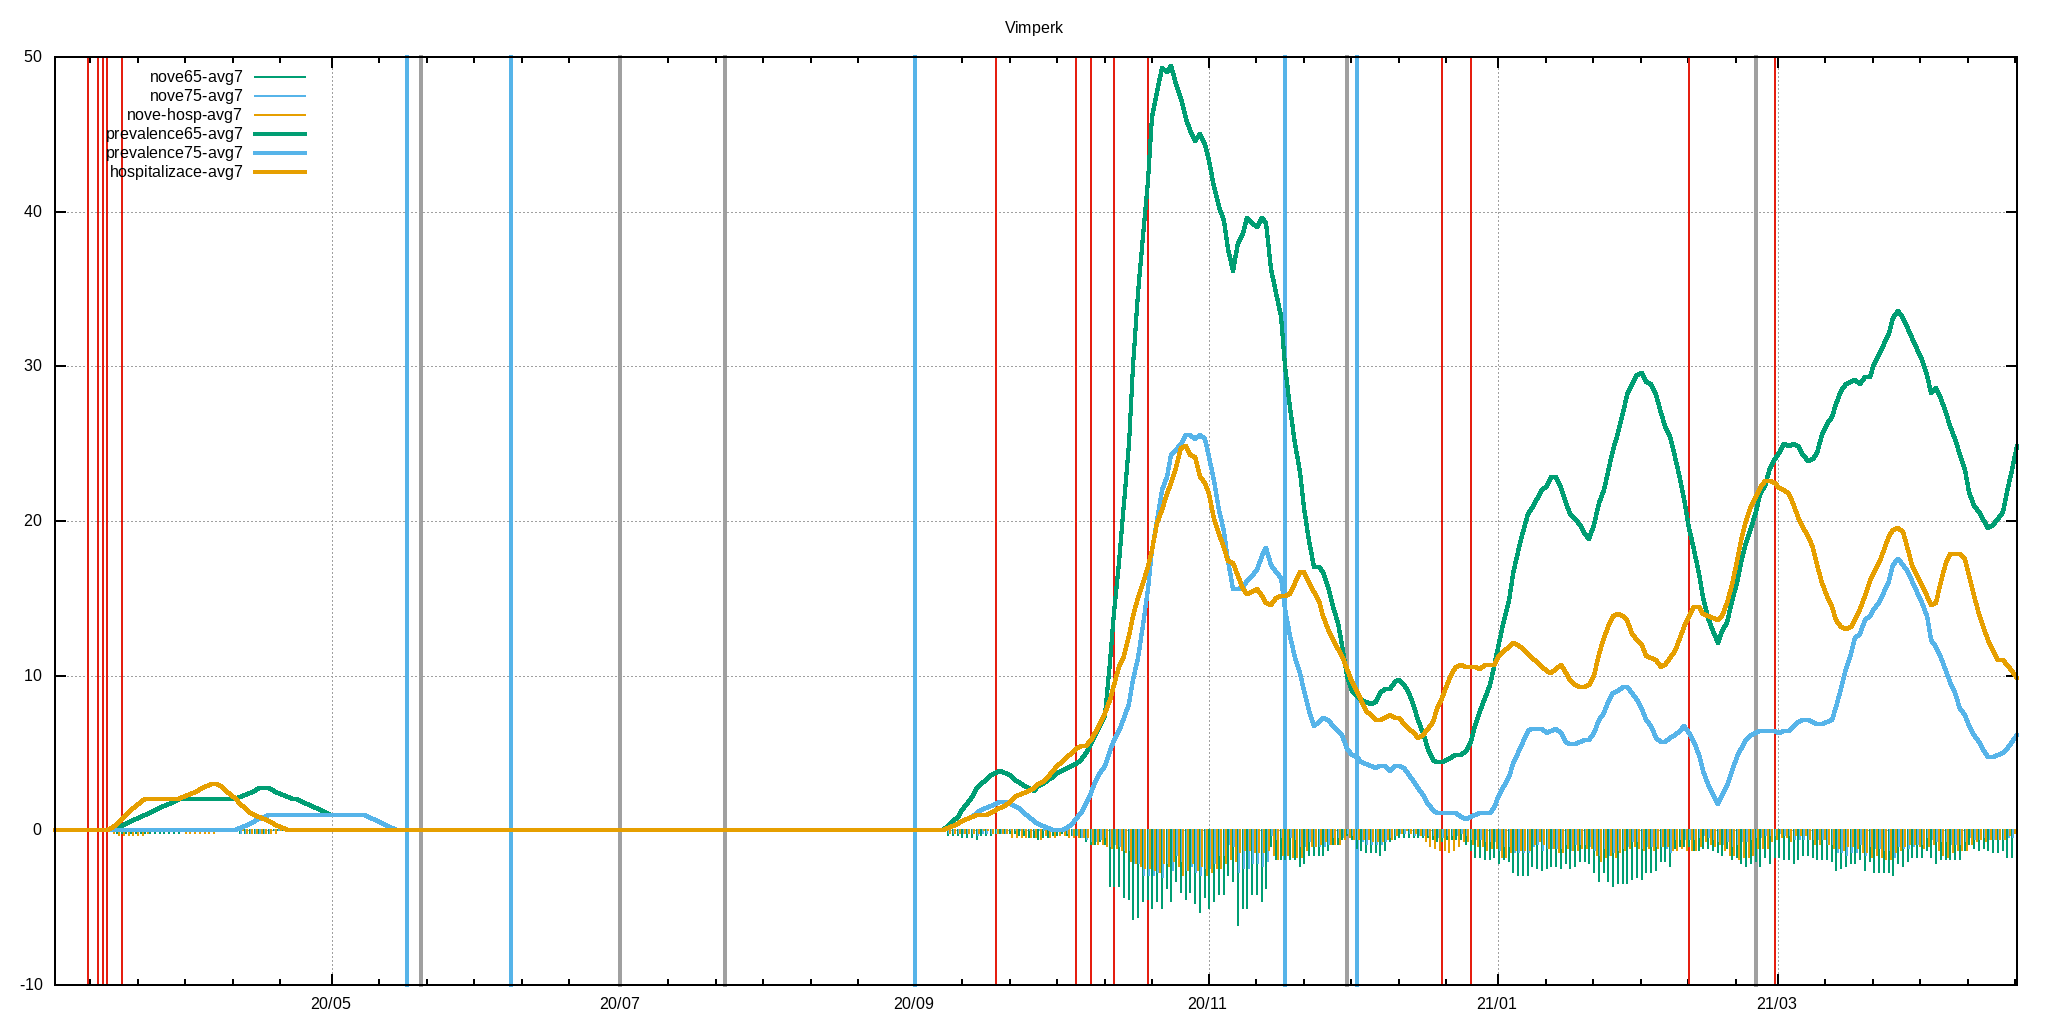 Vimperk
50
nove65-avg7
nove75-avg7
nove-hosp-avg7
prevalence65-avg7
prevalence75-avg7
hospitalizace-avg7
40
30
20
10
0
-10
20/05 20/07 20/09 20/11 21/01 21/03